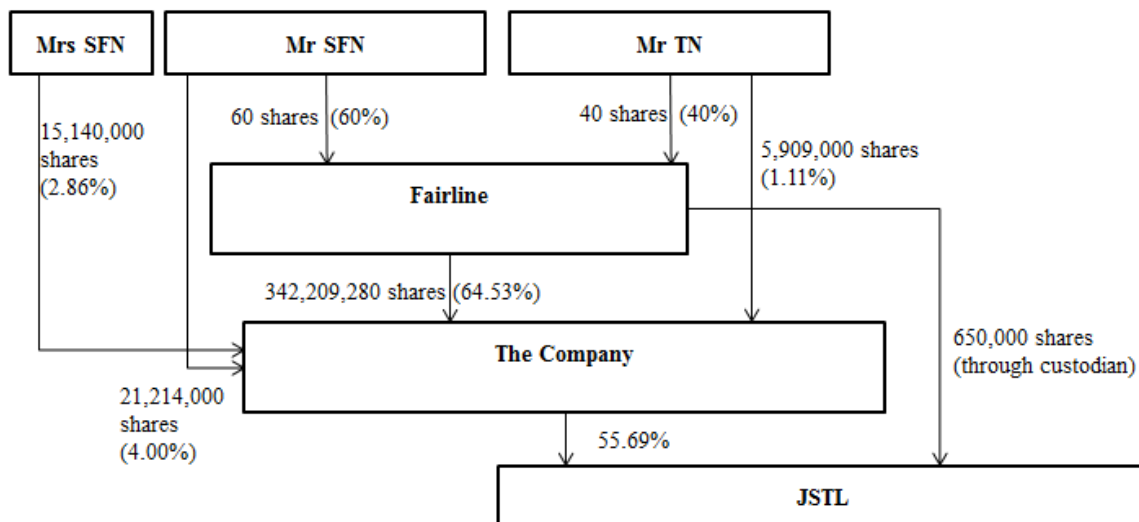 Mrs SFN
Mr SFN
Mr TN
15,140,000
shares
(2.86%)
60 shares (60%)
40 shares (40%)
5,909,000 shares
(1.11%)
Fairline
342,209,280 shares (64.53%)
The Company
650,000 shares
(through custodian)
21,214,000
shares
(4.00%)
55.69%
JSTL